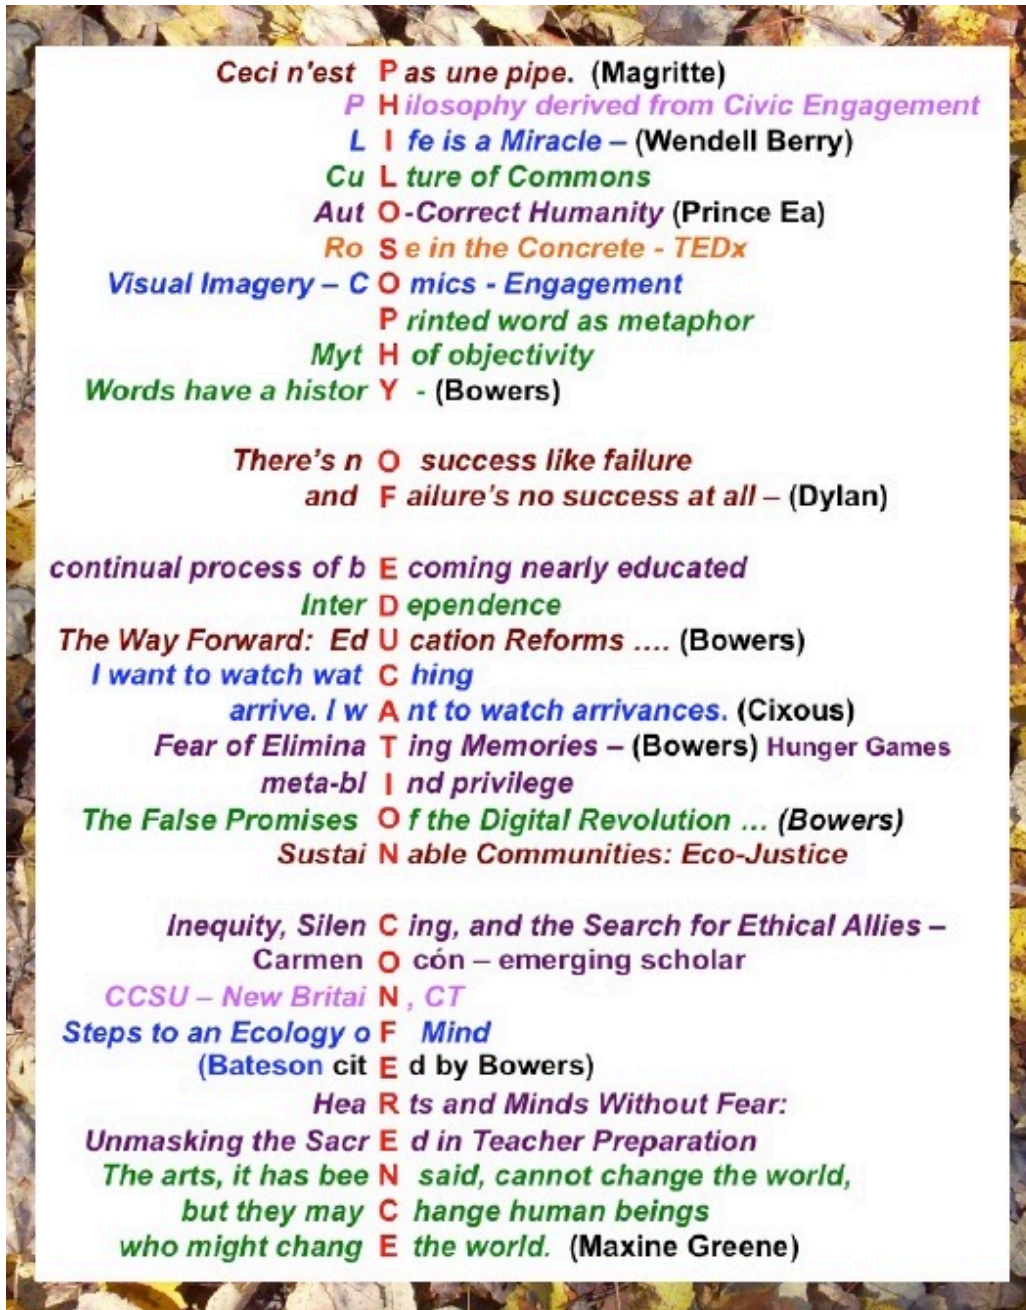 Ceci n'est Pas une pipe. (Magritte)
PHilosophy derived from Civic Engagement
LIfe is a Miracle – (Wendell Berry)
CuLture of Commons
AutO-Correct Humanity (Prince Ea)
RoSe in the Concrete - TEDx
Visual Imagery – COmics - Engagement
Printed word as metaphor
MytH of objectivity
Words have a historY - (Bowers)
There's nO success like failure
and Failure's no success at all – (Dylan)
continual process of bEcoming nearly educated
InterDependence
The Way Forward: EdUcation Reforms .... (Bowers)
I want to watch watChing
arrive. I wAnt to watch arrivances. (Cixous)
Fear of EliminaTing Memories – (Bowers) Hunger Games
meta-blInd privilege
The False Promises Of the Digital Revolution ... (Bowers)
SustaiNable Communities: Eco-Justice
Inequity, SilenCing, and the Search for Ethical Allies –
Carmen Ocón – emerging scholar
CCSU – New BritaiN, CT
Steps to an Ecology oF Mind
(Bateson citEd by Bowers)
HeaRts and Minds Without Fear:
Unmasking the SacrEd in Teacher Preparation
The arts, it has beeN said, cannot change the world,
but they may Change human beings
who might changE the world. (Maxine Greene)